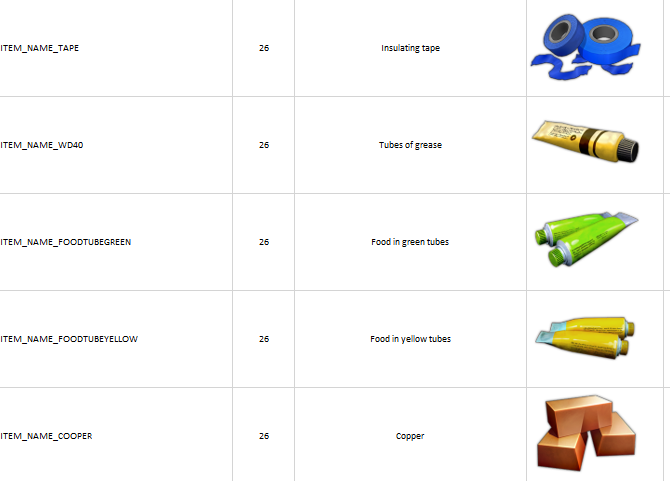 ITEM_NAME_TAPE 26 Insulating tape
ITEM_NAME_WD40 26 Tubes of grease
ITEM_NAME_FOODTUBEGREEN 26 Food in green tubes
ITEM_NAME_FOODTUBEYELLOW 26 Food in yellow tubes
ITEM_NAME_COOPER 26 Copper